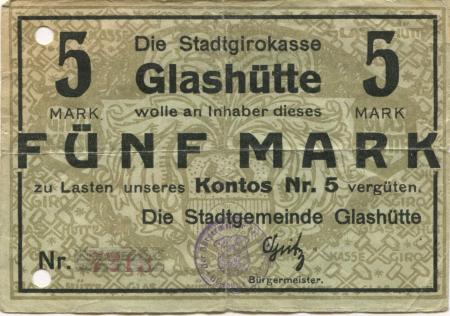 5 Die Stadtgirokasse 5
MARK. Glashütte MARK
wolle an Inhaber dieses
FÜNF MARK
zu Lasten unseres Kontos Nr. 5 vergüten.
Die Stadtgemeinde Glashütte
Nr.
Bürgermeister.